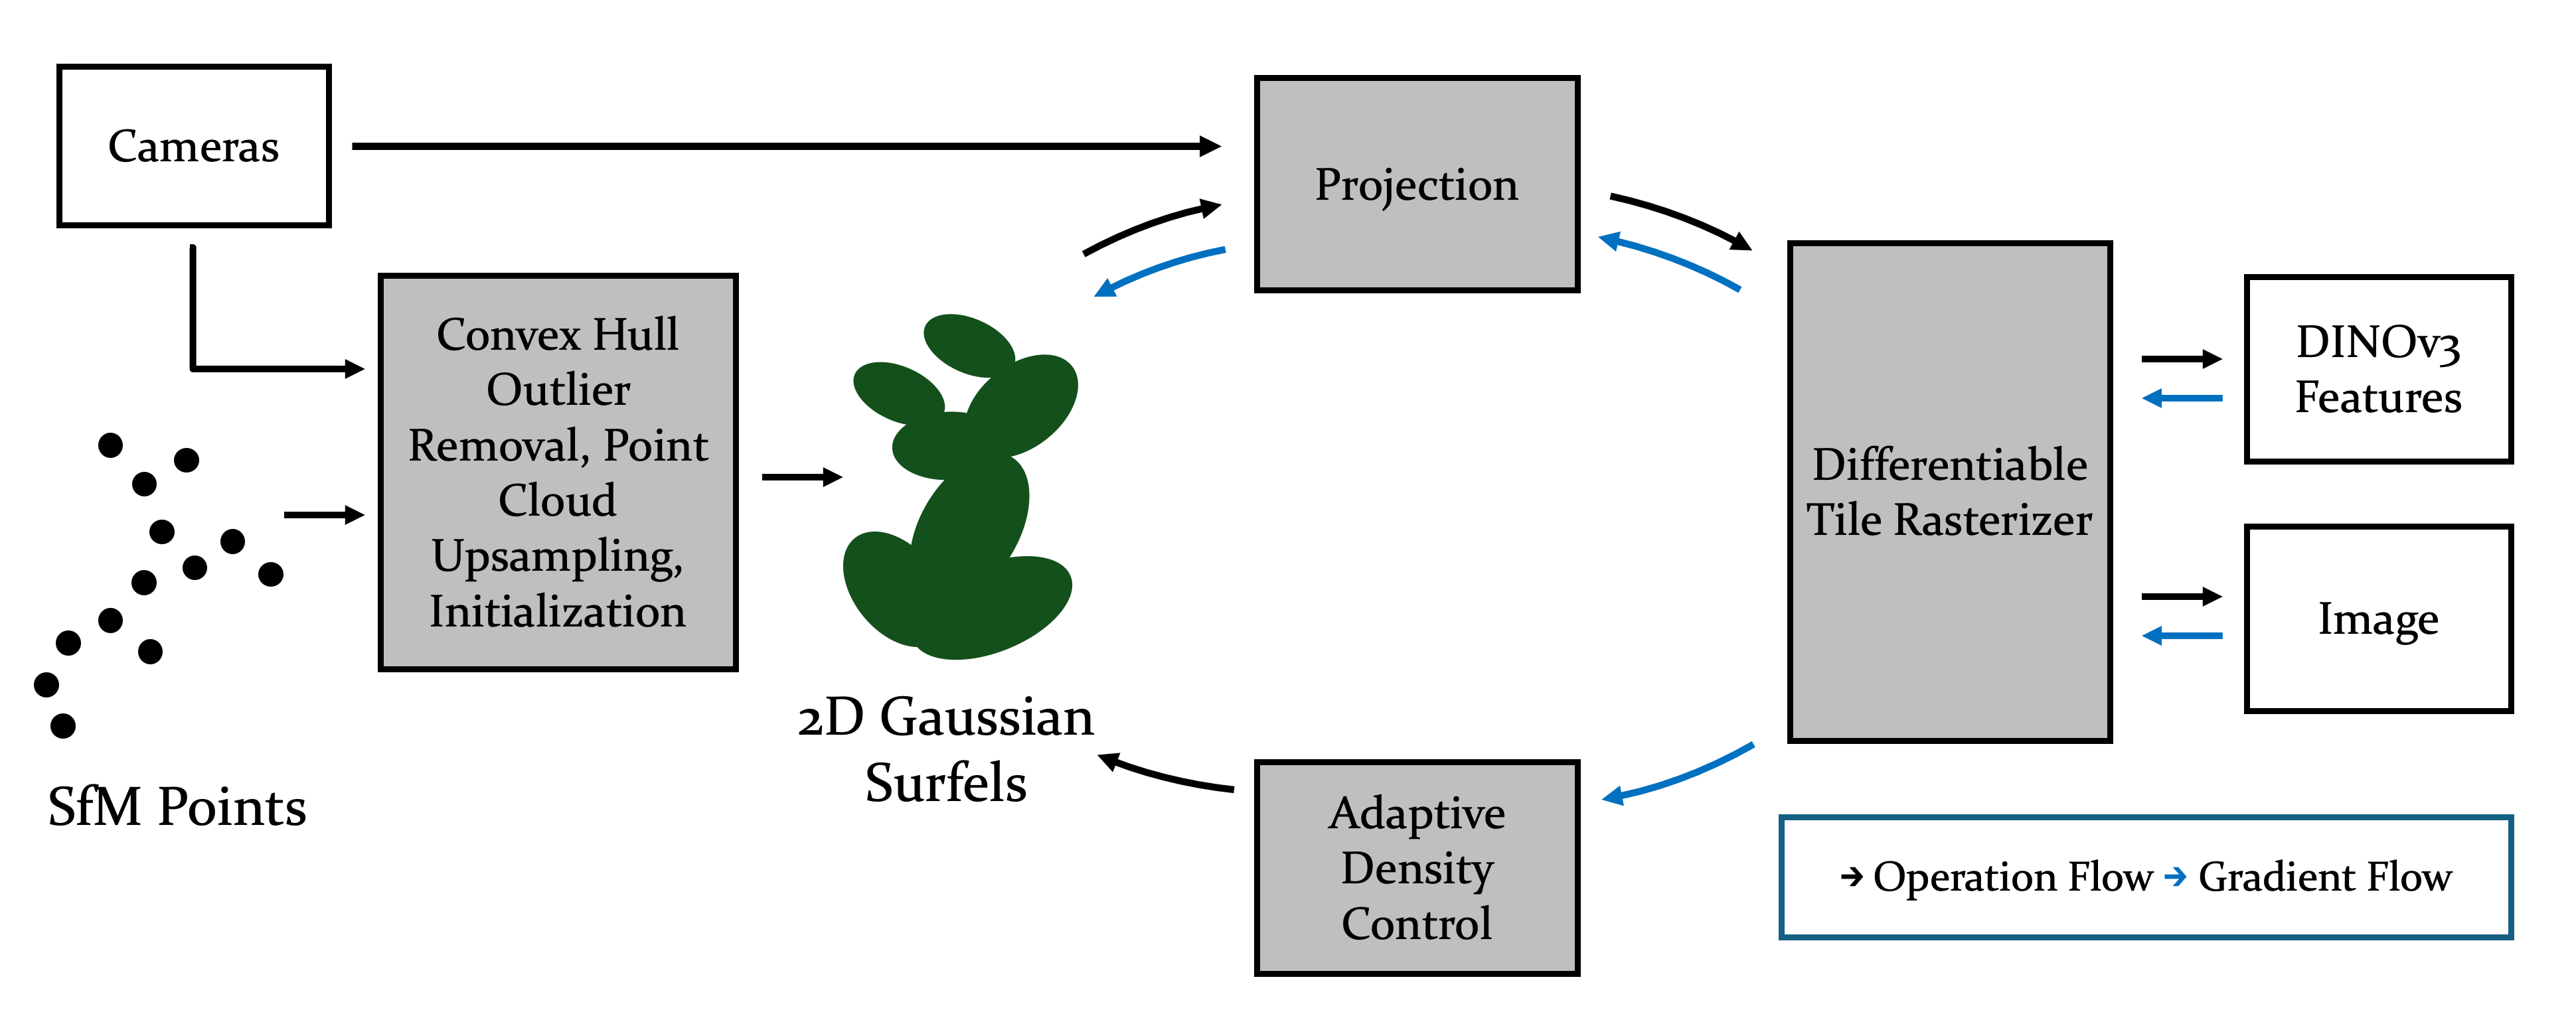 Cameras
Projection
Convex Hull
Outlier
Removal, Point
Cloud
Upsampling,
Initialization
DINOv3
Features
Differentiable
Tile Rasterizer
Image
2D Gaussian
Surfels
SfM Points
Adaptive
Density
Control
➔ Operation Flow ➔ Gradient Flow